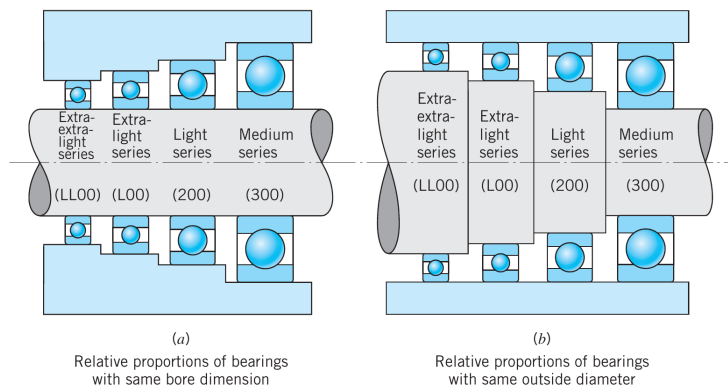 Extra-
extra-
light
series
(LL00)
Extra-
light
series
(L00)
Light
series
(200)
Medium
series
(300)
(a)
Relative proportions of bearings
with same bore dimension
Extra-
extra-
light
series
(LL00)
Extra-
light
series
(L00)
Light
series
(200)
Medium
series
(300)
(b)
Relative proportions of bearings
with same outside diameter